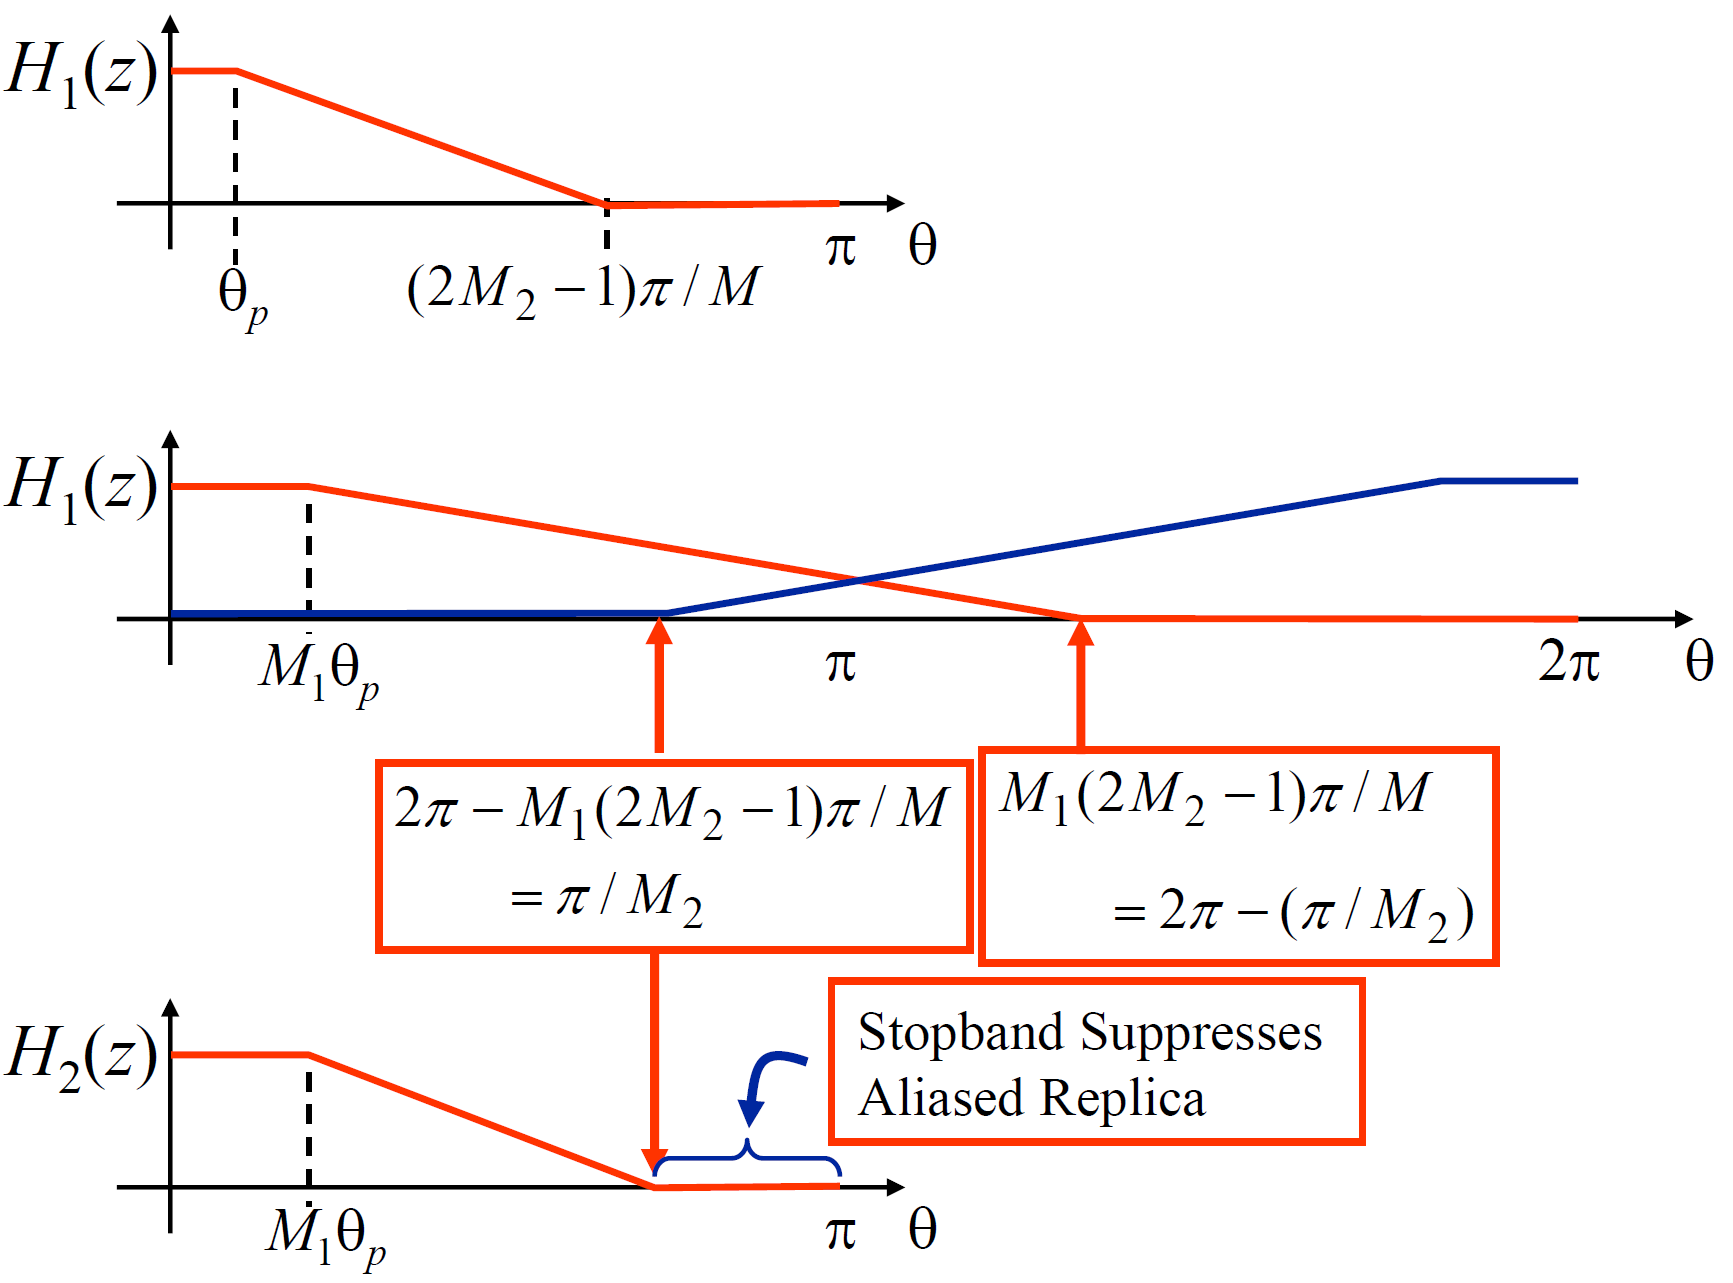 H₁(z)
π θ
θₚ (2M₂ − 1)π / M
H₁(z)
M₁θₚ π 2π θ
2π − M₁(2M₂ − 1)π / M
= π / M₂
M₁(2M₂ − 1)π / M
= 2π − (π / M₂)
Stopband Suppresses
Aliased Replica
H₂(z)
M₁θₚ π θ